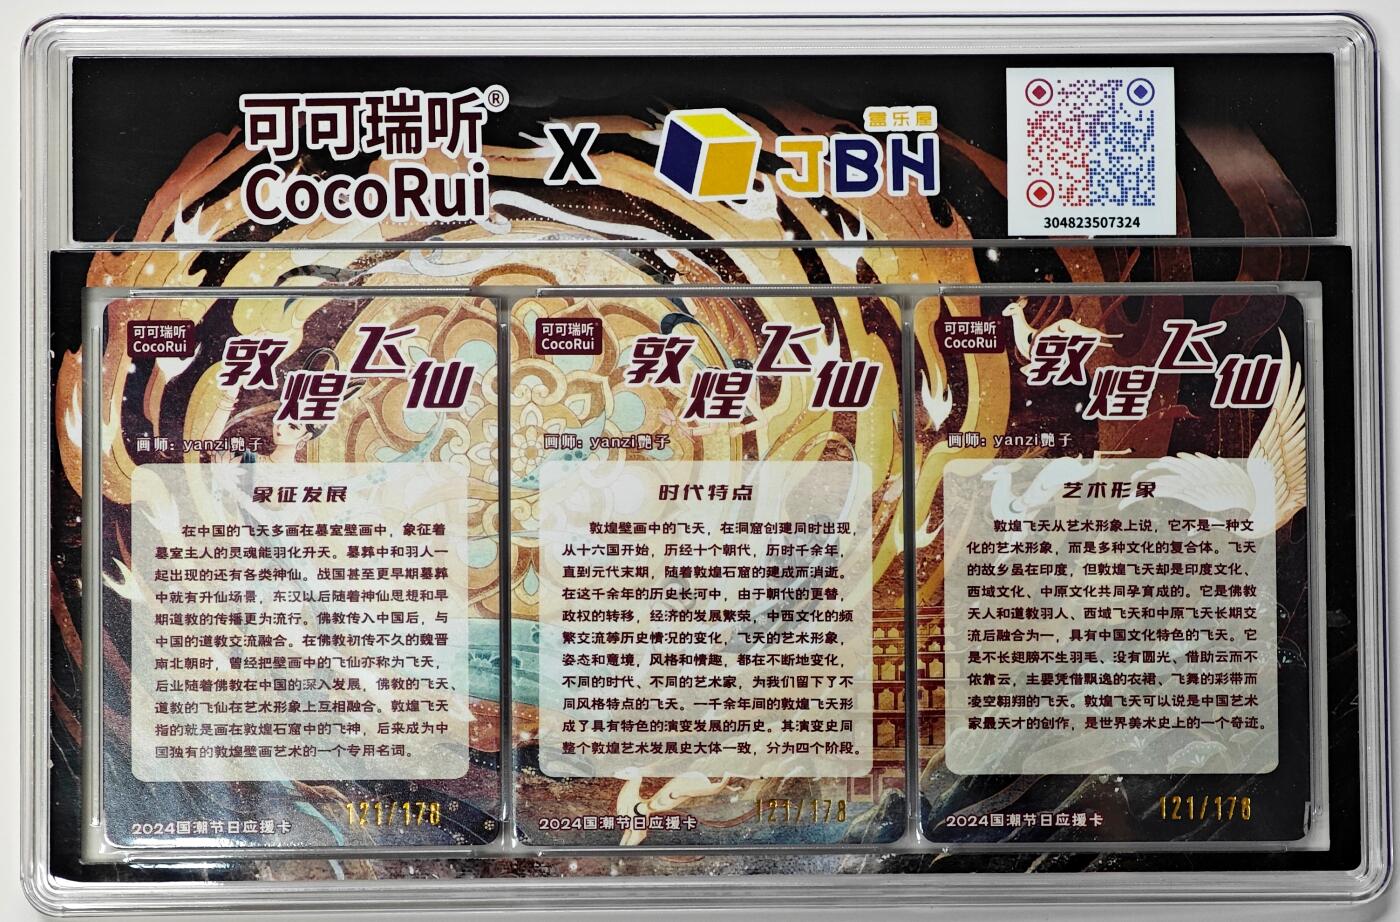 可可瑞听®
CocoRui
X
盒乐屋
JBH
304823507324
可可瑞听
CocoRui
敦煌飞仙
画师：yanzi艷子
象征发展
在中国的飞天多画在墓室壁画中，象征着
墓室主人的灵魂能羽化升天。墓葬中和羽人一
起出现的还有各类神仙。战国甚至更早期墓葬
中就有升仙场景，东汉以后随着神仙思想和早
期道教的传播更为流行。佛教传入中国后，与
中国的道教交流融合。在佛教初传不久的魏晋
南北朝时，曾经把壁画中的飞仙亦称为飞天，
后业随着佛教在中国的深入发展，佛教的飞天、
道教的飞仙在艺术形象上互相融合。敦煌飞天
指的就是画在敦煌石窟中的飞神，后来成为中
国独有的敦煌壁画艺术的一个专用名词。
121/178
2024国潮节日应援卡
可可瑞听
CocoRui
敦煌飞仙
画师：yanzi艷子
时代特点
敦煌壁画中的飞天，在洞窟创建同时出现，
从十六国开始，历经十个朝代，历时千余年，
直到元代末期，随着敦煌石窟的建成而消逝。
在这千余年的历史长河中，由于朝代的更替，
政权的转移，经济的发展繁荣，中西文化的频
繁交流等历史情况的变化，飞天的艺术形象，
姿态和意境，风格和情趣，都在不断地变化，
不同的时代、不同的艺术家，为我们留下了不
同风格特点的飞天。一千余年间的敦煌飞天形
成了具有特色的演变发展的历史。其演变史同
整个敦煌艺术发展史大体一致，分为四个阶段。
121/178
2024国潮节日应援卡
可可瑞听
CocoRui
敦煌飞仙
画师：yanzi艷子
艺术形象
敦煌飞天从艺术形象上说，它不是一种文
化的艺术形象，而是多种文化的复合体。飞天
的故乡虽在印度，但敦煌飞天却是印度文化、
西域文化、中原文化共同孕育成的。它是佛教
天人和道教羽人、西域飞天和中原飞天长期交
流后融合为一，具有中国文化特色的飞天。它
是不长翅膀不生羽毛、没有圆光、借助云而不
依靠云，主要凭借飘逸的衣裙、飞舞的彩带而
凌空翱翔的飞天。敦煌飞天可以说是中国艺术
家最天才的创作，是世界美术史上的一个奇迹。
121/178
2024国潮节日应援卡